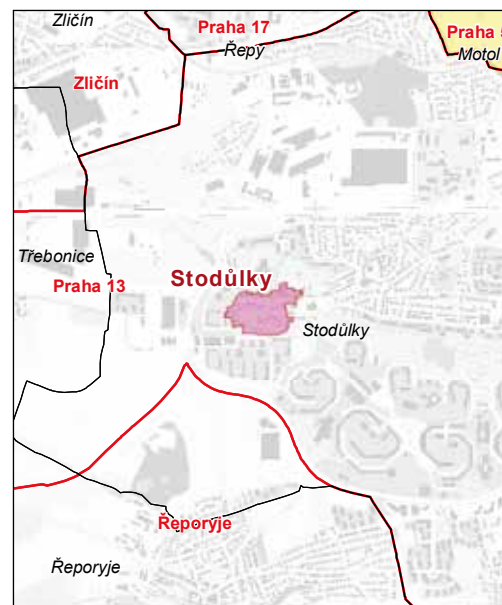 Zličín
Praha 17
Řepy
Praha 5
Motol
Zličín
Třebonice
Praha 13
Stodůlky
Stodůlky
Řeporyje
Řeporyje